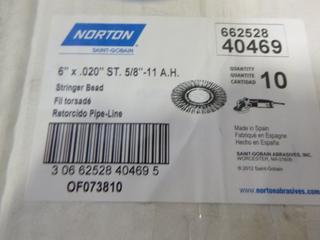 NORTON
SAINT-GOBAIN
662528
40469
6" x .020" ST. 5/8"-11 A.H.
Stringer Bead
Fil torsadé
Retorcido Pipe-Line
QUANTITY
QUANTITÉ
CANTIDAD
10
3 06 62528 40469 5
OF073810
Made in Spain
Fabriqué en Espagne
Hecho en España
SAINT-GOBAIN ABRASIVES, INC.
WORCESTER, MA 01606
© 2012 Saint-Gobain
www.nortonabrasives.com